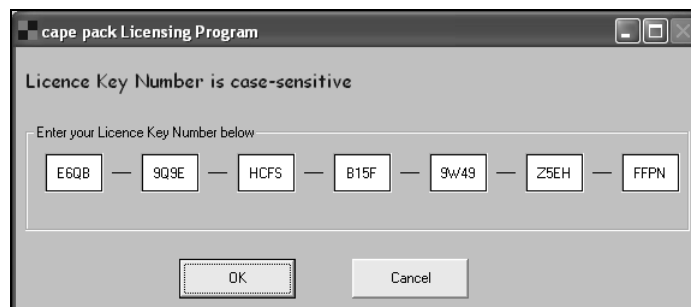 cape pack Licensing Program
Licence Key Number is case-sensitive
Enter your Licence Key Number below
E6QB — 9Q9E — HCFS — B15F — 9W49 — Z5EH — FFPN
OK Cancel